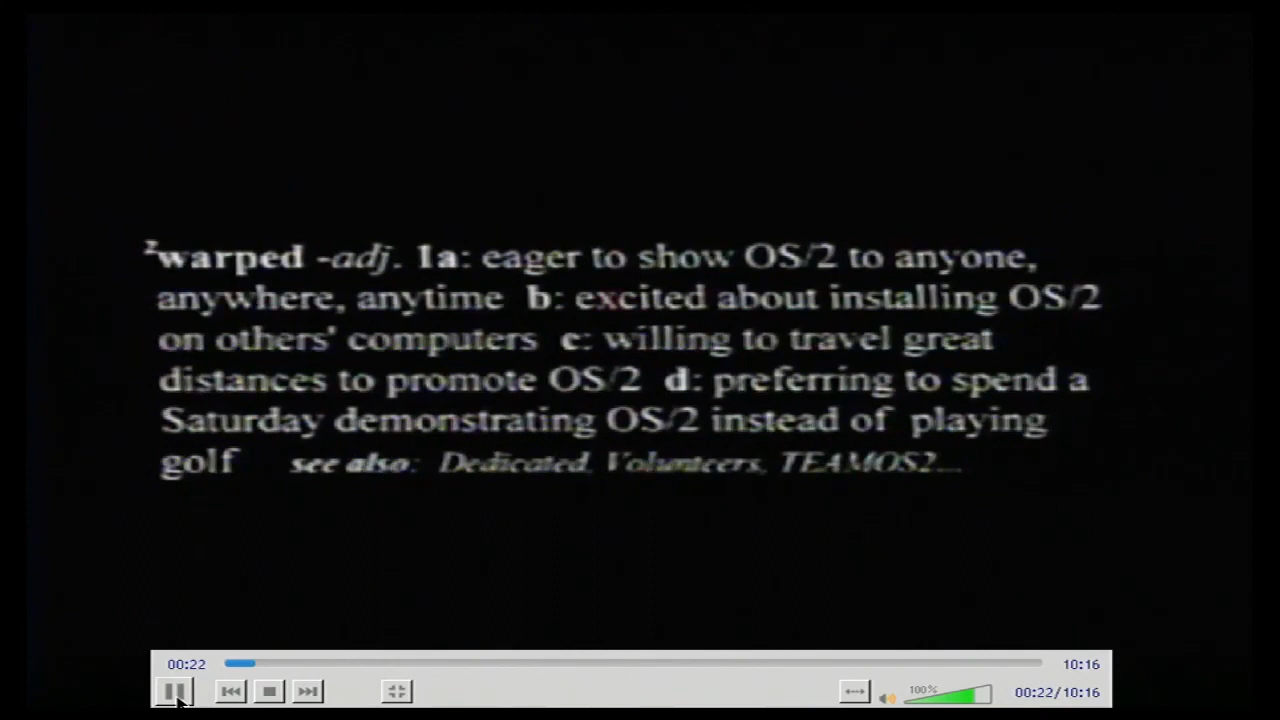 ²warped -adj. 1a: eager to show OS/2 to anyone,
anywhere, anytime b: excited about installing OS/2
on others' computers c: willing to travel great
distances to promote OS/2 d: preferring to spend a
Saturday demonstrating OS/2 instead of playing
golf see also: Dedicated, Volunteers, TEAMOS2...
00:22 10:16
100% 00:22/10:16